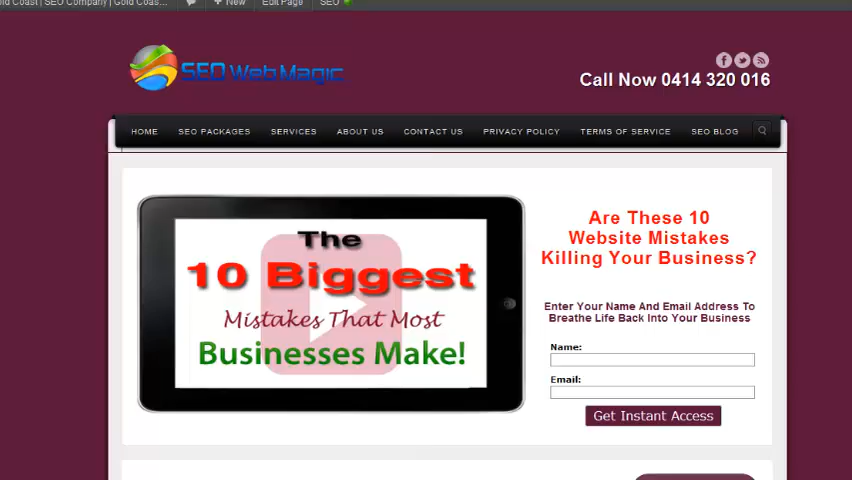 old Coast | SEO Company | Gold Coas...
New
Edit Page
SEO
SEO Web Magic
Call Now 0414 320 016
HOME
SEO PACKAGES
SERVICES
ABOUT US
CONTACT US
PRIVACY POLICY
TERMS OF SERVICE
SEO BLOG
The
10 Biggest
Mistakes That Most
Businesses Make!
Are These 10
Website Mistakes
Killing Your Business?
Enter Your Name And Email Address To
Breathe Life Back Into Your Business
Name:
Email:
Get Instant Access